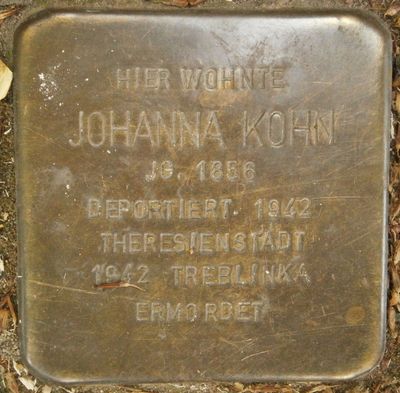 HIER WOHNTE
JOHANNA KOHN
JG. 1856
DEPORTIERT 1942
THERESIENSTADT
1942 TREBLINKA
ERMORDET